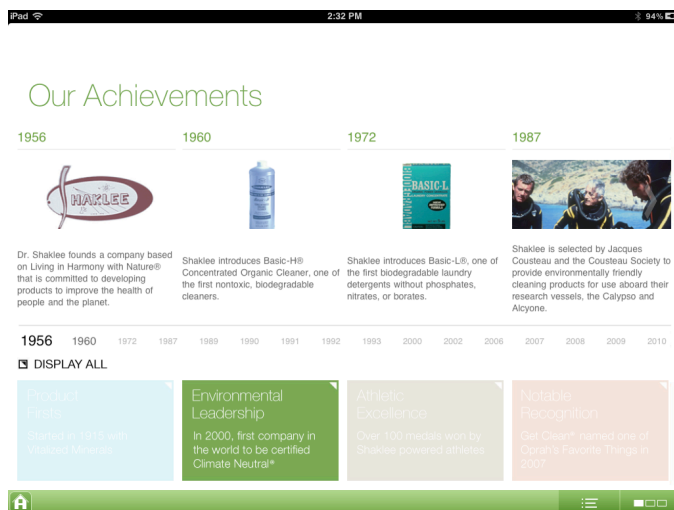 iPad 2:32 PM 94%
Our Achievements
1956 1960 1972 1987
SHAKLEE
BASIC-L
Dr. Shaklee founds a company based
on Living in Harmony with Nature®
that is committed to developing
products to improve the health of
people and the planet.
Shaklee introduces Basic-H®
Concentrated Organic Cleaner, one of
the first nontoxic, biodegradable
cleaners.
Shaklee introduces Basic-L®, one of
the first biodegradable laundry
detergents without phosphates,
nitrates, or borates.
Shaklee is selected by Jacques
Cousteau and the Cousteau Society to
provide environmentally friendly
cleaning products for use aboard their
research vessels, the Calypso and
Alcyone.
1956 1960 1972 1987 1989 1990 1991 1992 1993 2000 2002 2006 2007 2008 2009 2010
DISPLAY ALL
Product
Firsts
Started in 1915 with
Vitalized Minerals
Environmental
Leadership
In 2000, first company in
the world to be certified
Climate Neutral®
Athletic
Excellence
Over 100 medals won by
Shaklee powered athletes
Notable
Recognition
Get Clean® named one of
Oprah's Favorite Things in
2007